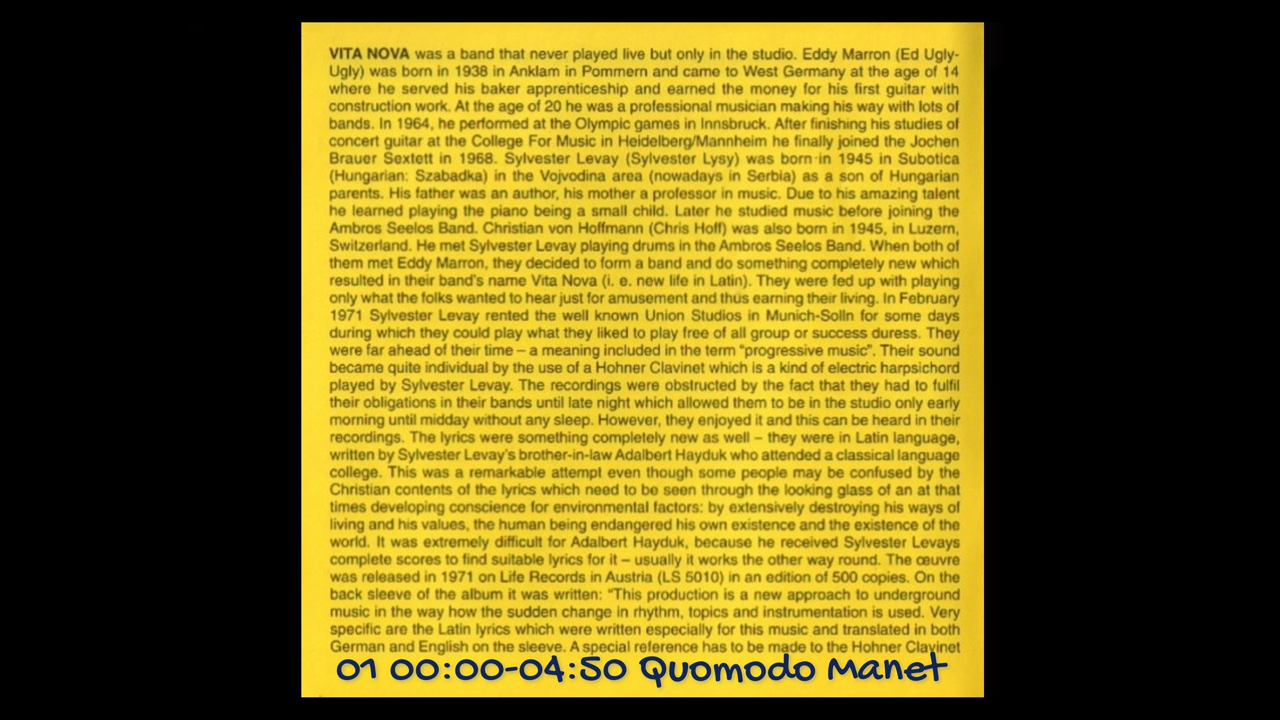 VITA NOVA was a band that never played live but only in the studio. Eddy Marron (Ed Ugly-
Ugly) was born in 1938 in Anklam in Pommern and came to West Germany at the age of 14
where he served his baker apprenticeship and earned the money for his first guitar with
construction work. At the age of 20 he was a professional musician making his way with lots of
bands. In 1964, he performed at the Olympic games in Innsbruck. After finishing his studies of
concert guitar at the College For Music in Heidelberg/Mannheim he finally joined the Jochen
Brauer Sextett in 1968. Sylvester Levay (Sylvester Lysy) was born in 1945 in Subotica
(Hungarian: Szabadka) in the Vojvodina area (nowadays in Serbia) as a son of Hungarian
parents. His father was an author, his mother a professor in music. Due to his amazing talent
he learned playing the piano being a small child. Later he studied music before joining the
Ambros Seelos Band. Christian von Hoffmann (Chris Hoff) was also born in 1945, in Luzern,
Switzerland. He met Sylvester Levay playing drums in the Ambros Seelos Band. When both of
them met Eddy Marron, they decided to form a band and do something completely new which
resulted in their band's name Vita Nova (i. e. new life in Latin). They were fed up with playing
only what the folks wanted to hear just for amusement and thus earning their living. In February
1971 Sylvester Levay rented the well known Union Studios in Munich-Solln for some days
during which they could play what they liked to play free of all group or success duress. They
were far ahead of their time – a meaning included in the term "progressive music". Their sound
became quite individual by the use of a Hohner Clavinet which is a kind of electric harpsichord
played by Sylvester Levay. The recordings were obstructed by the fact that they had to fulfil
their obligations in their bands until late night which allowed them to be in the studio only early
morning until midday without any sleep. However, they enjoyed it and this can be heard in their
recordings. The lyrics were something completely new as well – they were in Latin language,
written by Sylvester Levay's brother-in-law Adalbert Hayduk who attended a classical language
college. This was a remarkable attempt even though some people may be confused by the
Christian contents of the lyrics which need to be seen through the looking glass of an at that
times developing conscience for environmental factors: by extensively destroying his ways of
living and his values, the human being endangered his own existence and the existence of the
world. It was extremely difficult for Adalbert Hayduk, because he received Sylvester Levays
complete scores to find suitable lyrics for it – usually it works the other way round. The œuvre
was released in 1971 on Life Records in Austria (LS 5010) in an edition of 500 copies. On the
back sleeve of the album it was written: "This production is a new approach to underground
music in the way how the sudden change in rhythm, topics and instrumentation is used. Very
specific are the Latin lyrics which were written especially for this music and translated in both
German and English on the sleeve. A special reference has to be made to the Hohner Clavinet
01 00:00-04:50 Quomodo Manet